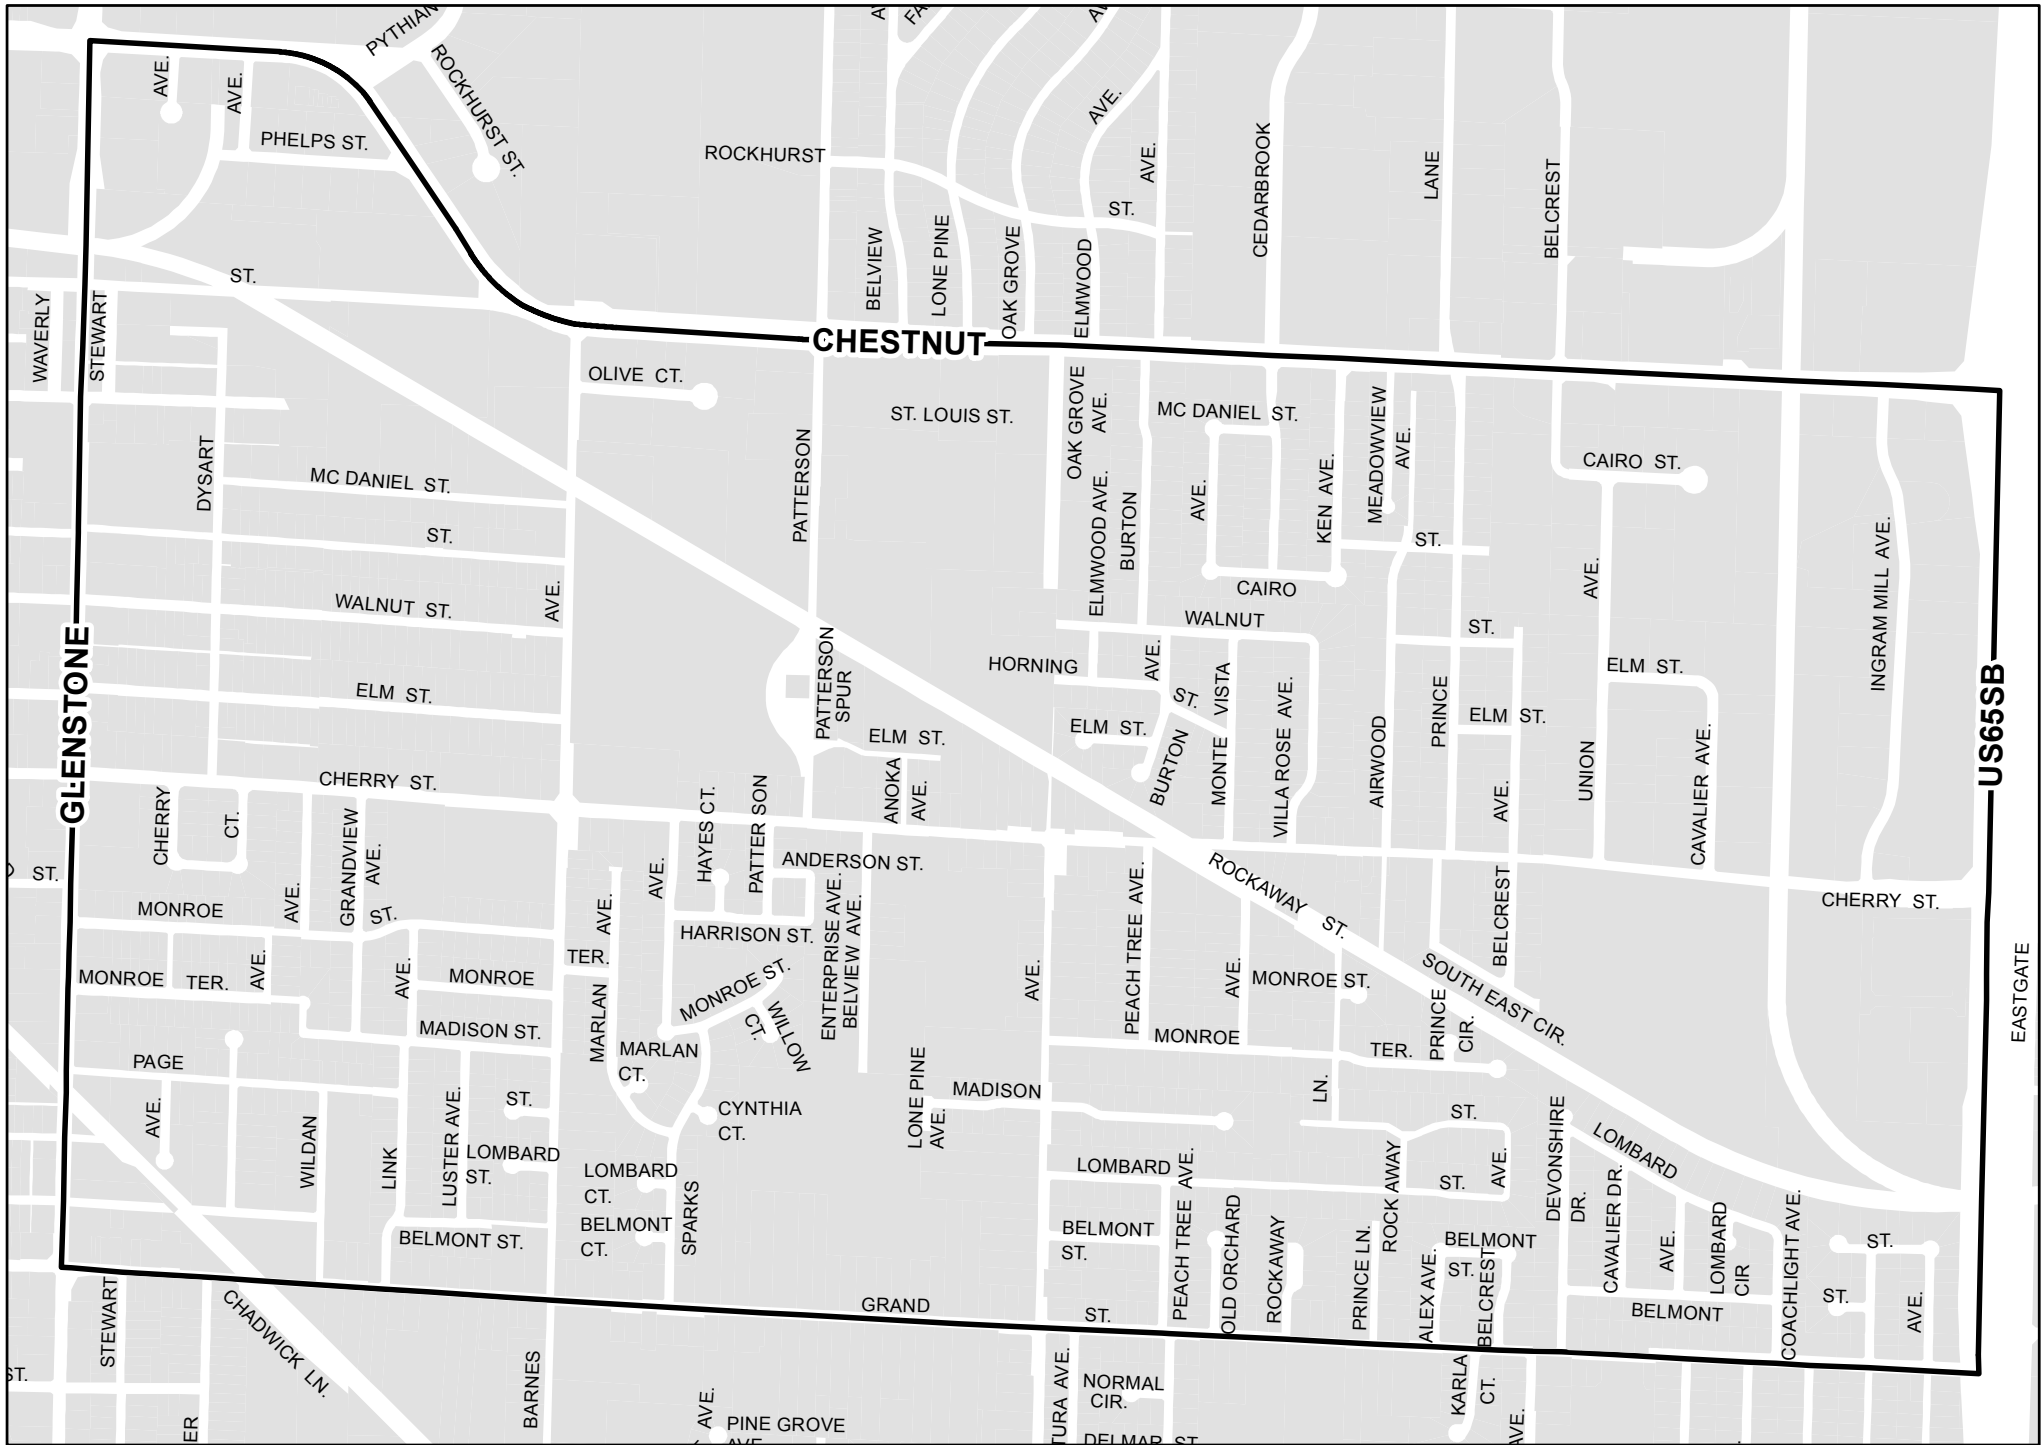 PYTHIAN
ROCKHURST ST.
AVE.
AVE.
PHELPS ST.
ROCKHURST
ST.
AVE.
AVE.
BELVIEW
LONE PINE
OAK GROVE
ELMWOOD
CEDARBROOK
LANE
BELCREST
ST.
WAVERLY
STEWART
CHESTNUT
OLIVE CT.
ST. LOUIS ST.
PATTERSON
OAK GROVE
AVE.
MC DANIEL ST.
MEADOWVIEW
AVE.
KEN AVE.
AVE.
CAIRO ST.
DYSART
MC DANIEL ST.
ST.
ELMWOOD AVE.
BURTON
ST.
CAIRO
AVE.
INGRAM MILL AVE.
WALNUT ST.
AVE.
WALNUT
ST.
GLENSTONE
US65SB
PATTERSON
SPUR
HORNING
ST.
AVE.
MONTE VISTA
VILLA ROSE AVE.
ELM ST.
ELM ST.
ELM ST.
ELM ST.
ELM ST.
BURTON
AIRWOOD
PRINCE
AVE.
UNION
CAVALIER AVE.
ANOKA
AVE.
CHERRY ST.
CHERRY
CT.
GRANDVIEW
AVE.
AVE.
HAYES CT.
PATTER SON
ANDERSON ST.
AVE.
AVE.
ST.
ROCKAWAY ST.
BELCREST
CHERRY ST.
MONROE
ST.
HARRISON ST.
ENTERPRISE AVE.
BELVIEW AVE.
PEACH TREE AVE.
AVE.
AVE.
EASTGATE
MONROE TER.
AVE.
AVE.
MONROE
TER.
MONROE ST.
WILLOW
CT.
MONROE ST.
SOUTH EAST CIR.
PRINCE
CIR.
MADISON ST.
MARLAN
MARLAN
CT.
MONROE
TER.
PAGE
AVE.
WILDAN
LINK
LUSTER AVE.
ST.
CYNTHIA
CT.
LONE PINE
AVE.
MADISON
LN.
ST.
LOMBARD
ST.
LOMBARD
CT.
LOMBARD
ST.
AVE.
ROCK AWAY
DEVONSHIRE
DR.
LOMBARD
CAVALIER DR.
AVE.
LOMBARD
CIR
COACHLIGHT AVE.
BELMONT ST.
BELMONT
CT.
SPARKS
BELMONT
ST.
PEACH TREE AVE.
OLD ORCHARD
ROCKAWAY
PRINCE LN.
ALEX AVE.
BELMONT
ST.
BELCREST
BELMONT
ST.
ST.
AVE.
GRAND
ST.
STEWART
CHADWICK LN.
ST.
BARNES
AVE.
PINE GROVE
TURA AVE.
NORMAL
CIR.
DELMAR ST.
KARLA
CT.
AVE.
ER